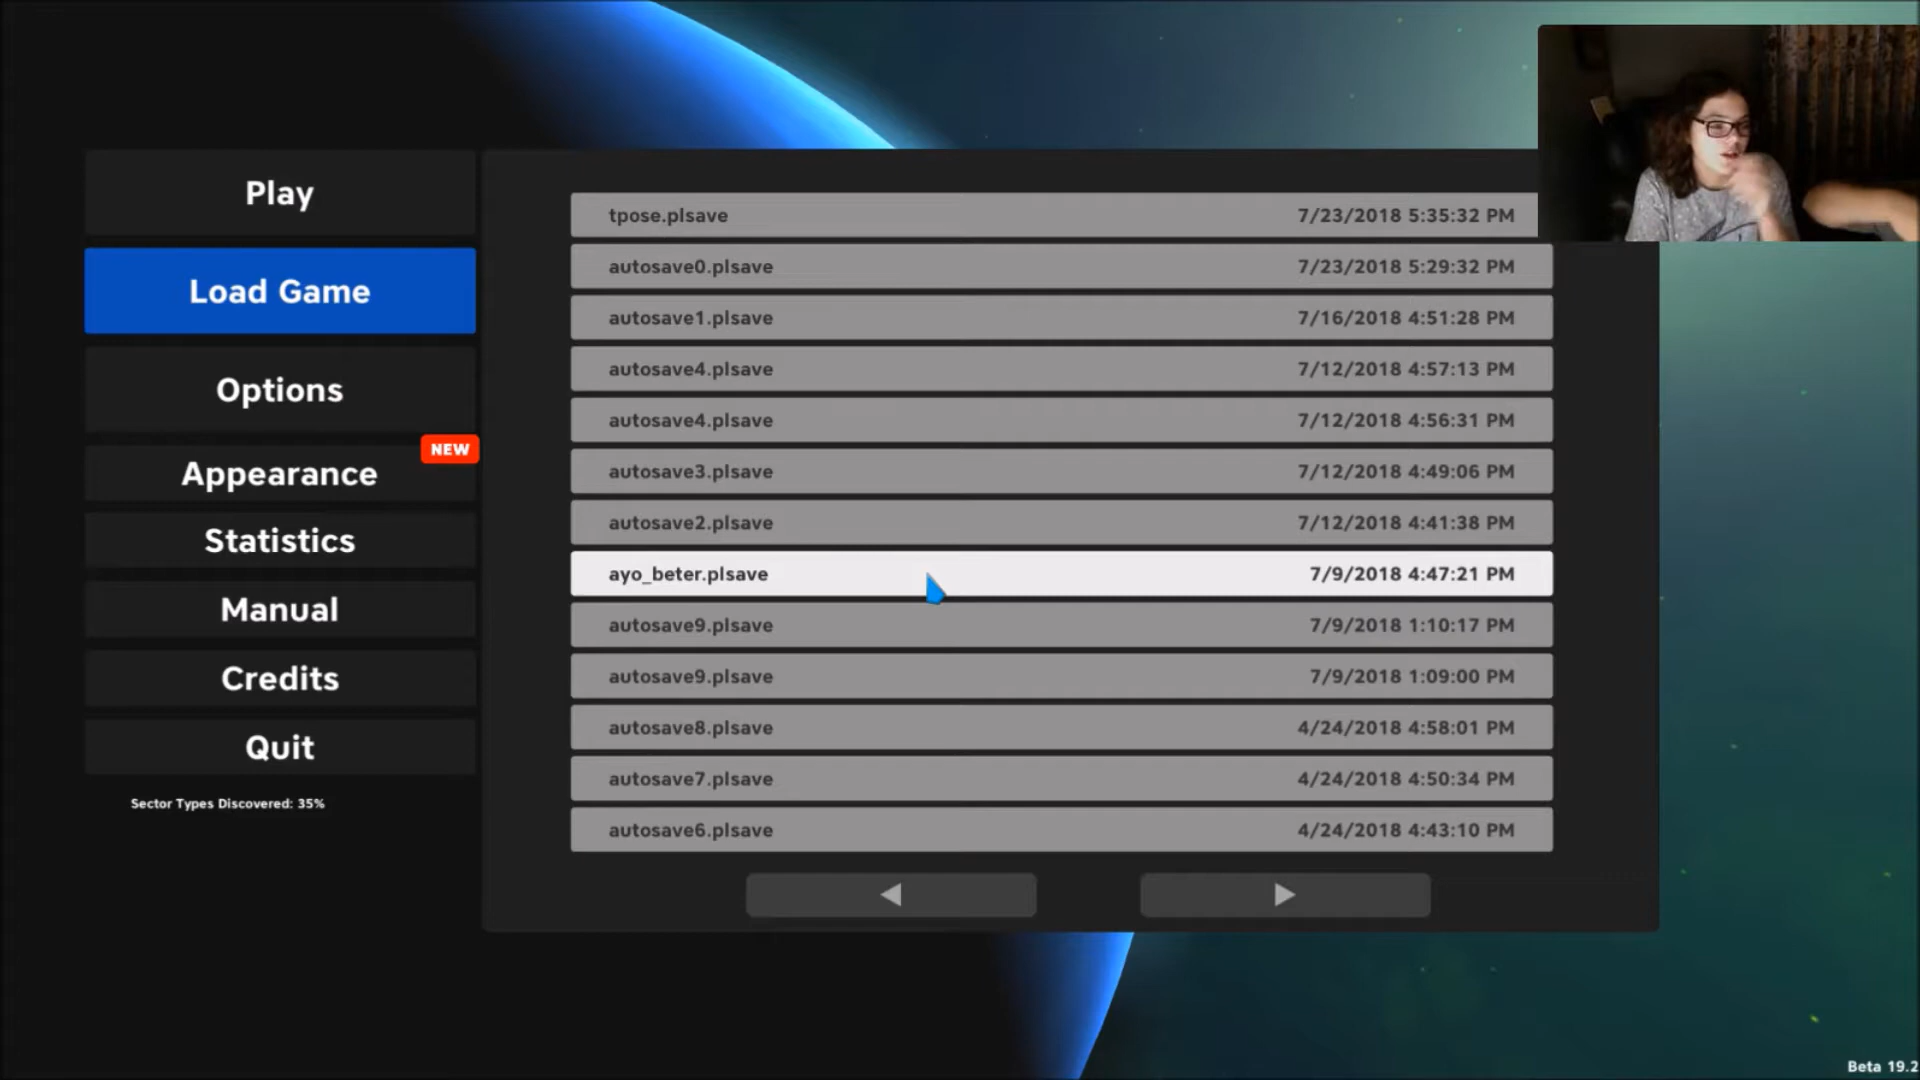 Play
Load Game
Options
NEW
Appearance
Statistics
Manual
Credits
Quit
Sector Types Discovered: 35%
tpose.plsave 7/23/2018 5:35:32 PM
autosave0.plsave 7/23/2018 5:29:32 PM
autosave1.plsave 7/16/2018 4:51:28 PM
autosave4.plsave 7/12/2018 4:57:13 PM
autosave4.plsave 7/12/2018 4:56:31 PM
autosave3.plsave 7/12/2018 4:49:06 PM
autosave2.plsave 7/12/2018 4:41:38 PM
ayo_beter.plsave 7/9/2018 4:47:21 PM
autosave9.plsave 7/9/2018 1:10:17 PM
autosave9.plsave 7/9/2018 1:09:00 PM
autosave8.plsave 4/24/2018 4:58:01 PM
autosave7.plsave 4/24/2018 4:50:34 PM
autosave6.plsave 4/24/2018 4:43:10 PM
Beta 19.2